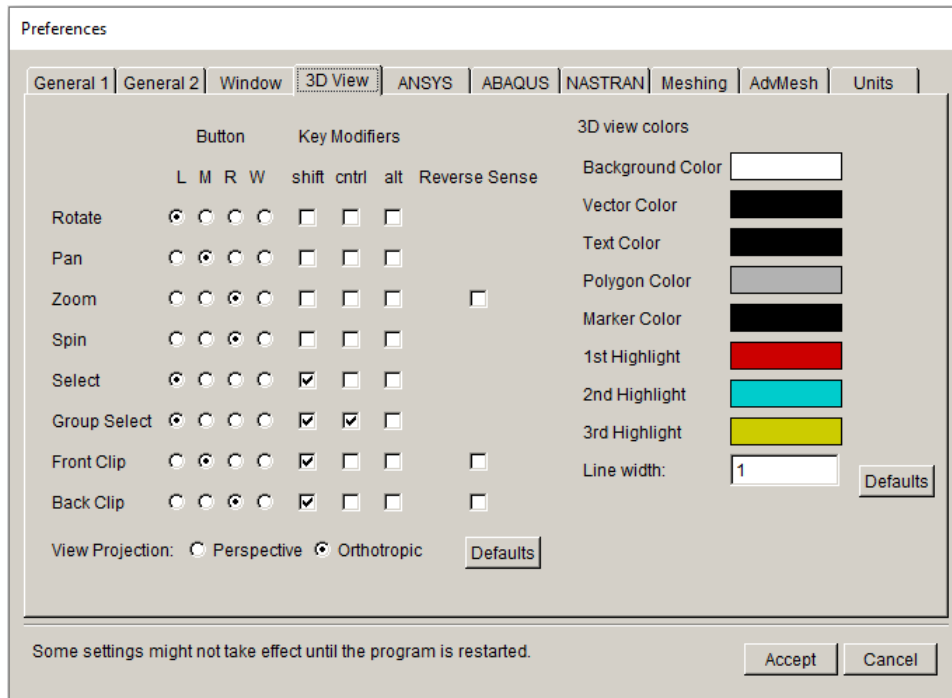 Preferences
General 1 General 2 Window 3D View ANSYS ABAQUS NASTRAN Meshing AdvMesh Units
Button Key Modifiers
L M R W shift cntrl alt Reverse Sense
Rotate
Pan
Zoom
Spin
Select
Group Select
Front Clip
Back Clip
View Projection: Perspective Orthotropic Defaults
3D view colors
Background Color
Vector Color
Text Color
Polygon Color
Marker Color
1st Highlight
2nd Highlight
3rd Highlight
Line width: 1
Defaults
Some settings might not take effect until the program is restarted.
Accept Cancel